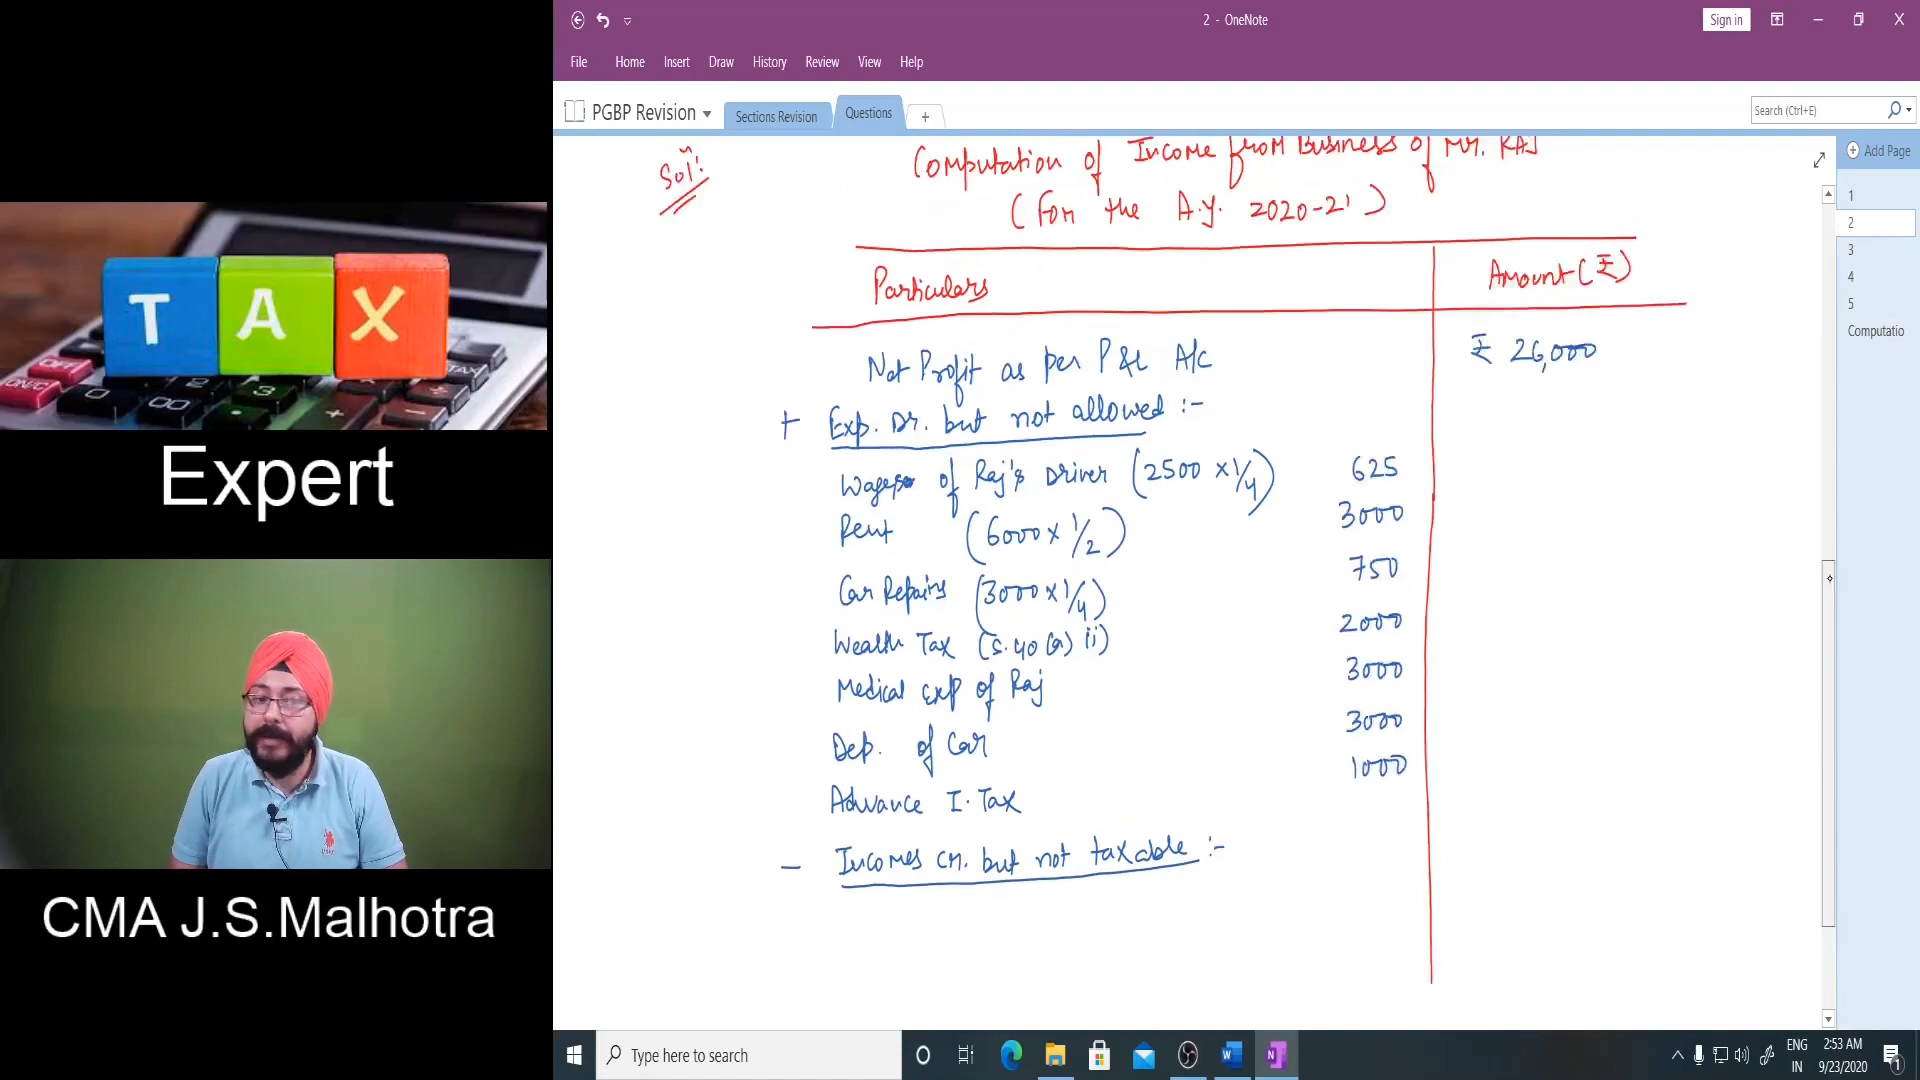 2 - OneNote
Sign in
File Home Insert Draw History Review View Help
PGBP Revision
Sections Revision
Questions
+
Search (Ctrl+E)
Add Page
1
2
3
4
5
Computatio
Solⁿ:
Computation of Income from Business of Mr. RAJ
(For the A.Y. 2020-21)
Particulars Amount (₹)
Net Profit as per P&L A/c ₹ 26,000
+ Exp. Dr. but not allowed :-
Wages of Raj's Driver (2500 × 1/4) 625
Rent (6000 × 1/2) 3000
Car Repairs (3000 × 1/4) 750
Wealth Tax (S. 40 (a) ii) 2000
Medical exp of Raj 3000
Dep. of Car 3000
Advance I. Tax 1000
- Incomes cr. but not taxable :-
TAX
Expert
CMA J.S.Malhotra
Type here to search
ENG
IN
2:53 AM
9/23/2020
1